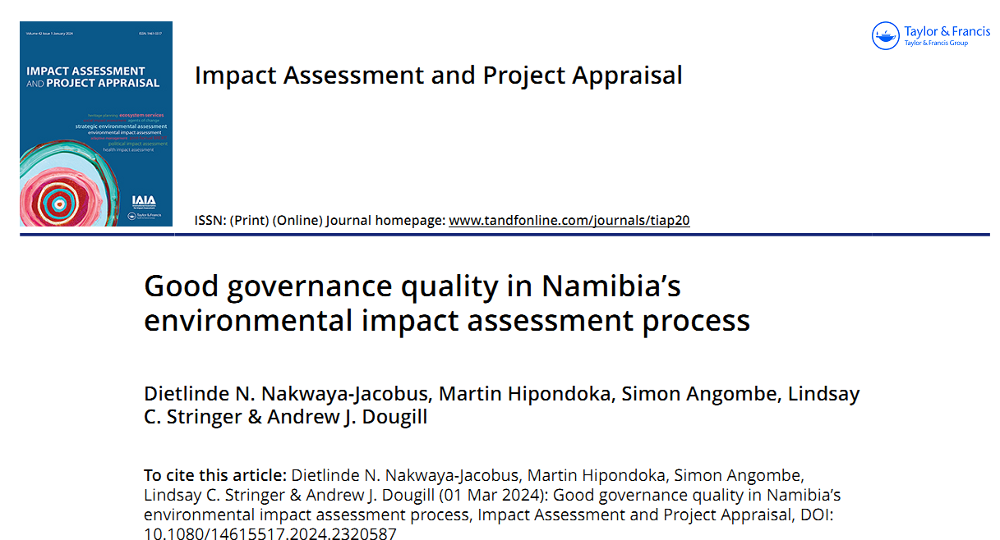 Volume 42 Issue 1 January 2024
ISSN: 1461-5517
IMPACT ASSESSMENT
AND PROJECT APPRAISAL
heritage planning ecosystem services
agents of change
strategic environmental assessment
environmental impact assessment
adaptive management
political impact assessment
health impact assessment
IAIA
Taylor & Francis
Taylor & Francis
Taylor & Francis Group
Impact Assessment and Project Appraisal
ISSN: (Print) (Online) Journal homepage: www.tandfonline.com/journals/tiap20
Good governance quality in Namibia’s
environmental impact assessment process
Dietlinde N. Nakwaya-Jacobus, Martin Hipondoka, Simon Angombe, Lindsay
C. Stringer & Andrew J. Dougill
To cite this article: Dietlinde N. Nakwaya-Jacobus, Martin Hipondoka, Simon Angombe,
Lindsay C. Stringer & Andrew J. Dougill (01 Mar 2024): Good governance quality in Namibia’s
environmental impact assessment process, Impact Assessment and Project Appraisal, DOI:
10.1080/14615517.2024.2320587